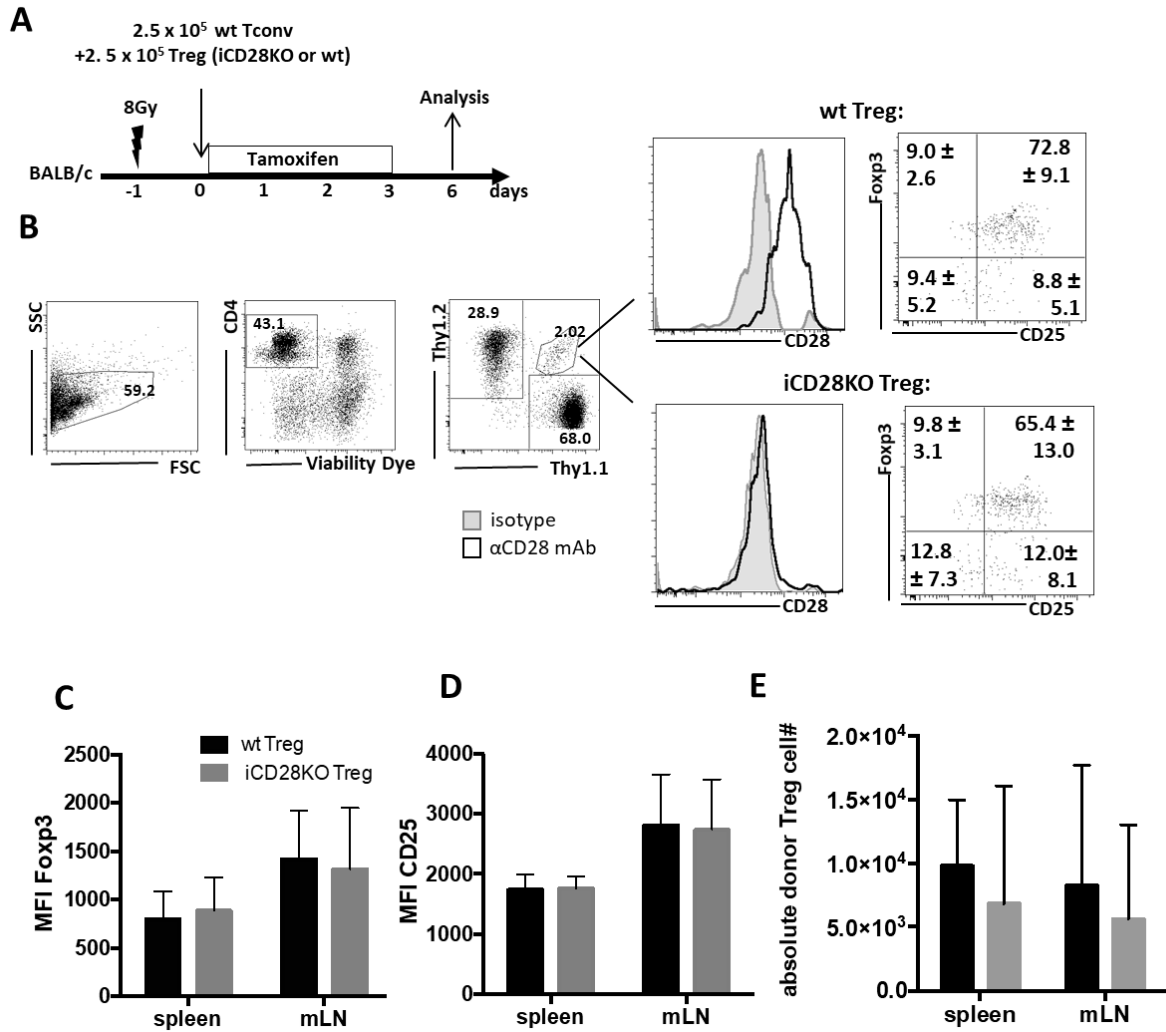 A
2.5 x 10⁵ wt Tconv
+2. 5 x 10⁵ Treg (iCD28KO or wt)
8Gy
Analysis
Tamoxifen
BALB/c
-1 0 1 2 3 6 days
B
SSC
59.2
FSC
CD4
43.1
Viability Dye
Thy1.2
28.9
2.02
68.0
Thy1.1
isotype
αCD28 mAb
wt Treg:
CD28
Foxp3
9.0 ±
2.6
72.8
± 9.1
9.4 ±
5.2
8.8 ±
5.1
CD25
iCD28KO Treg:
CD28
Foxp3
9.8 ±
3.1
65.4 ±
13.0
12.8
± 7.3
12.0±
8.1
CD25
C
wt Treg
iCD28KO Treg
MFI Foxp3
2500
2000
1500
1000
500
0
spleen mLN
D
MFI CD25
4000
3000
2000
1000
0
spleen mLN
E
absolute donor Treg cell#
2.0×10⁴
1.5×10⁴
1.0×10⁴
5.0×10³
0.0
spleen mLN